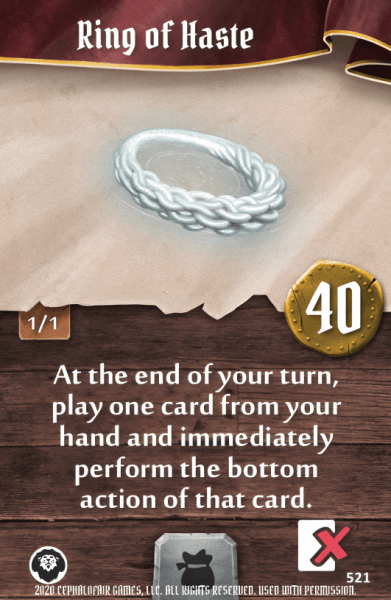 Ring of Haste
40
1/1
At the end of your turn,
play one card from your
hand and immediately
perform the bottom
action of that card.
521
2020 CEPHALOFAIR GAMES, LLC. ALL RIGHTS RESERVED. USED WITH PERMISSION.